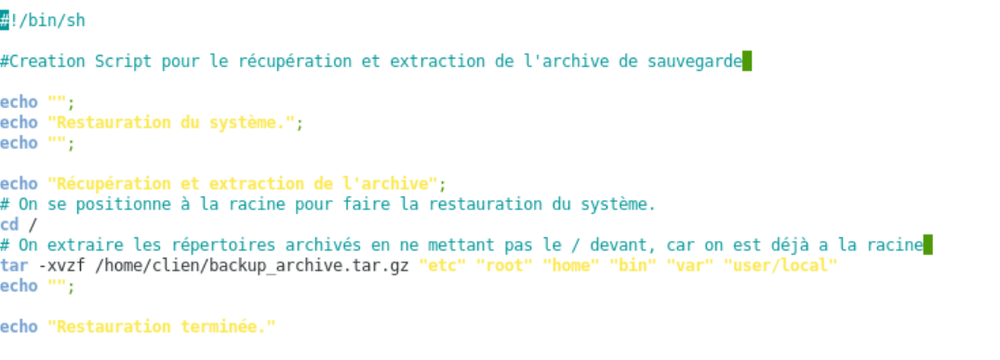 #!/bin/sh
#Creation Script pour le récupération et extraction de l'archive de sauvegarde
echo "";
echo "Restauration du système.";
echo "";
echo "Récupération et extraction de l'archive";
# On se positionne à la racine pour faire la restauration du système.
cd /
# On extraire les répertoires archivés en ne mettant pas le / devant, car on est déjà a la racine
tar -xvzf /home/clien/backup_archive.tar.gz "etc" "root" "home" "bin" "var" "user/local"
echo "";
echo "Restauration terminée."